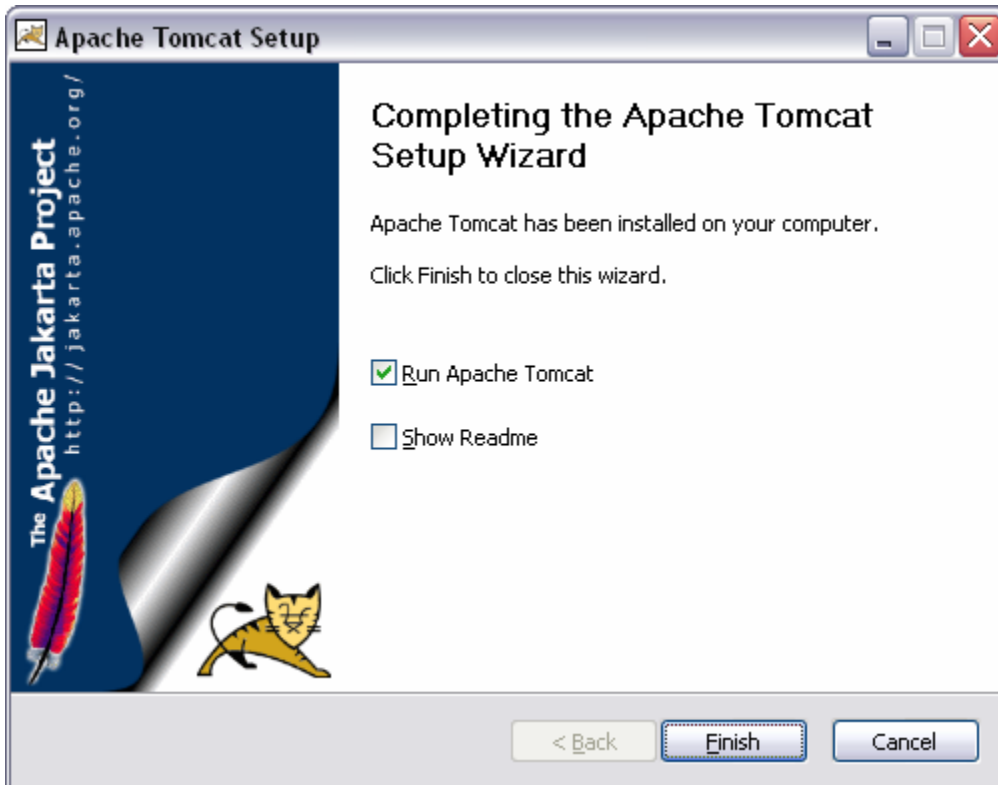 Apache Tomcat Setup
The Apache Jakarta Project
http://jakarta.apache.org/
Completing the Apache Tomcat
Setup Wizard
Apache Tomcat has been installed on your computer.
Click Finish to close this wizard.
Run Apache Tomcat
Show Readme
< Back
Finish
Cancel